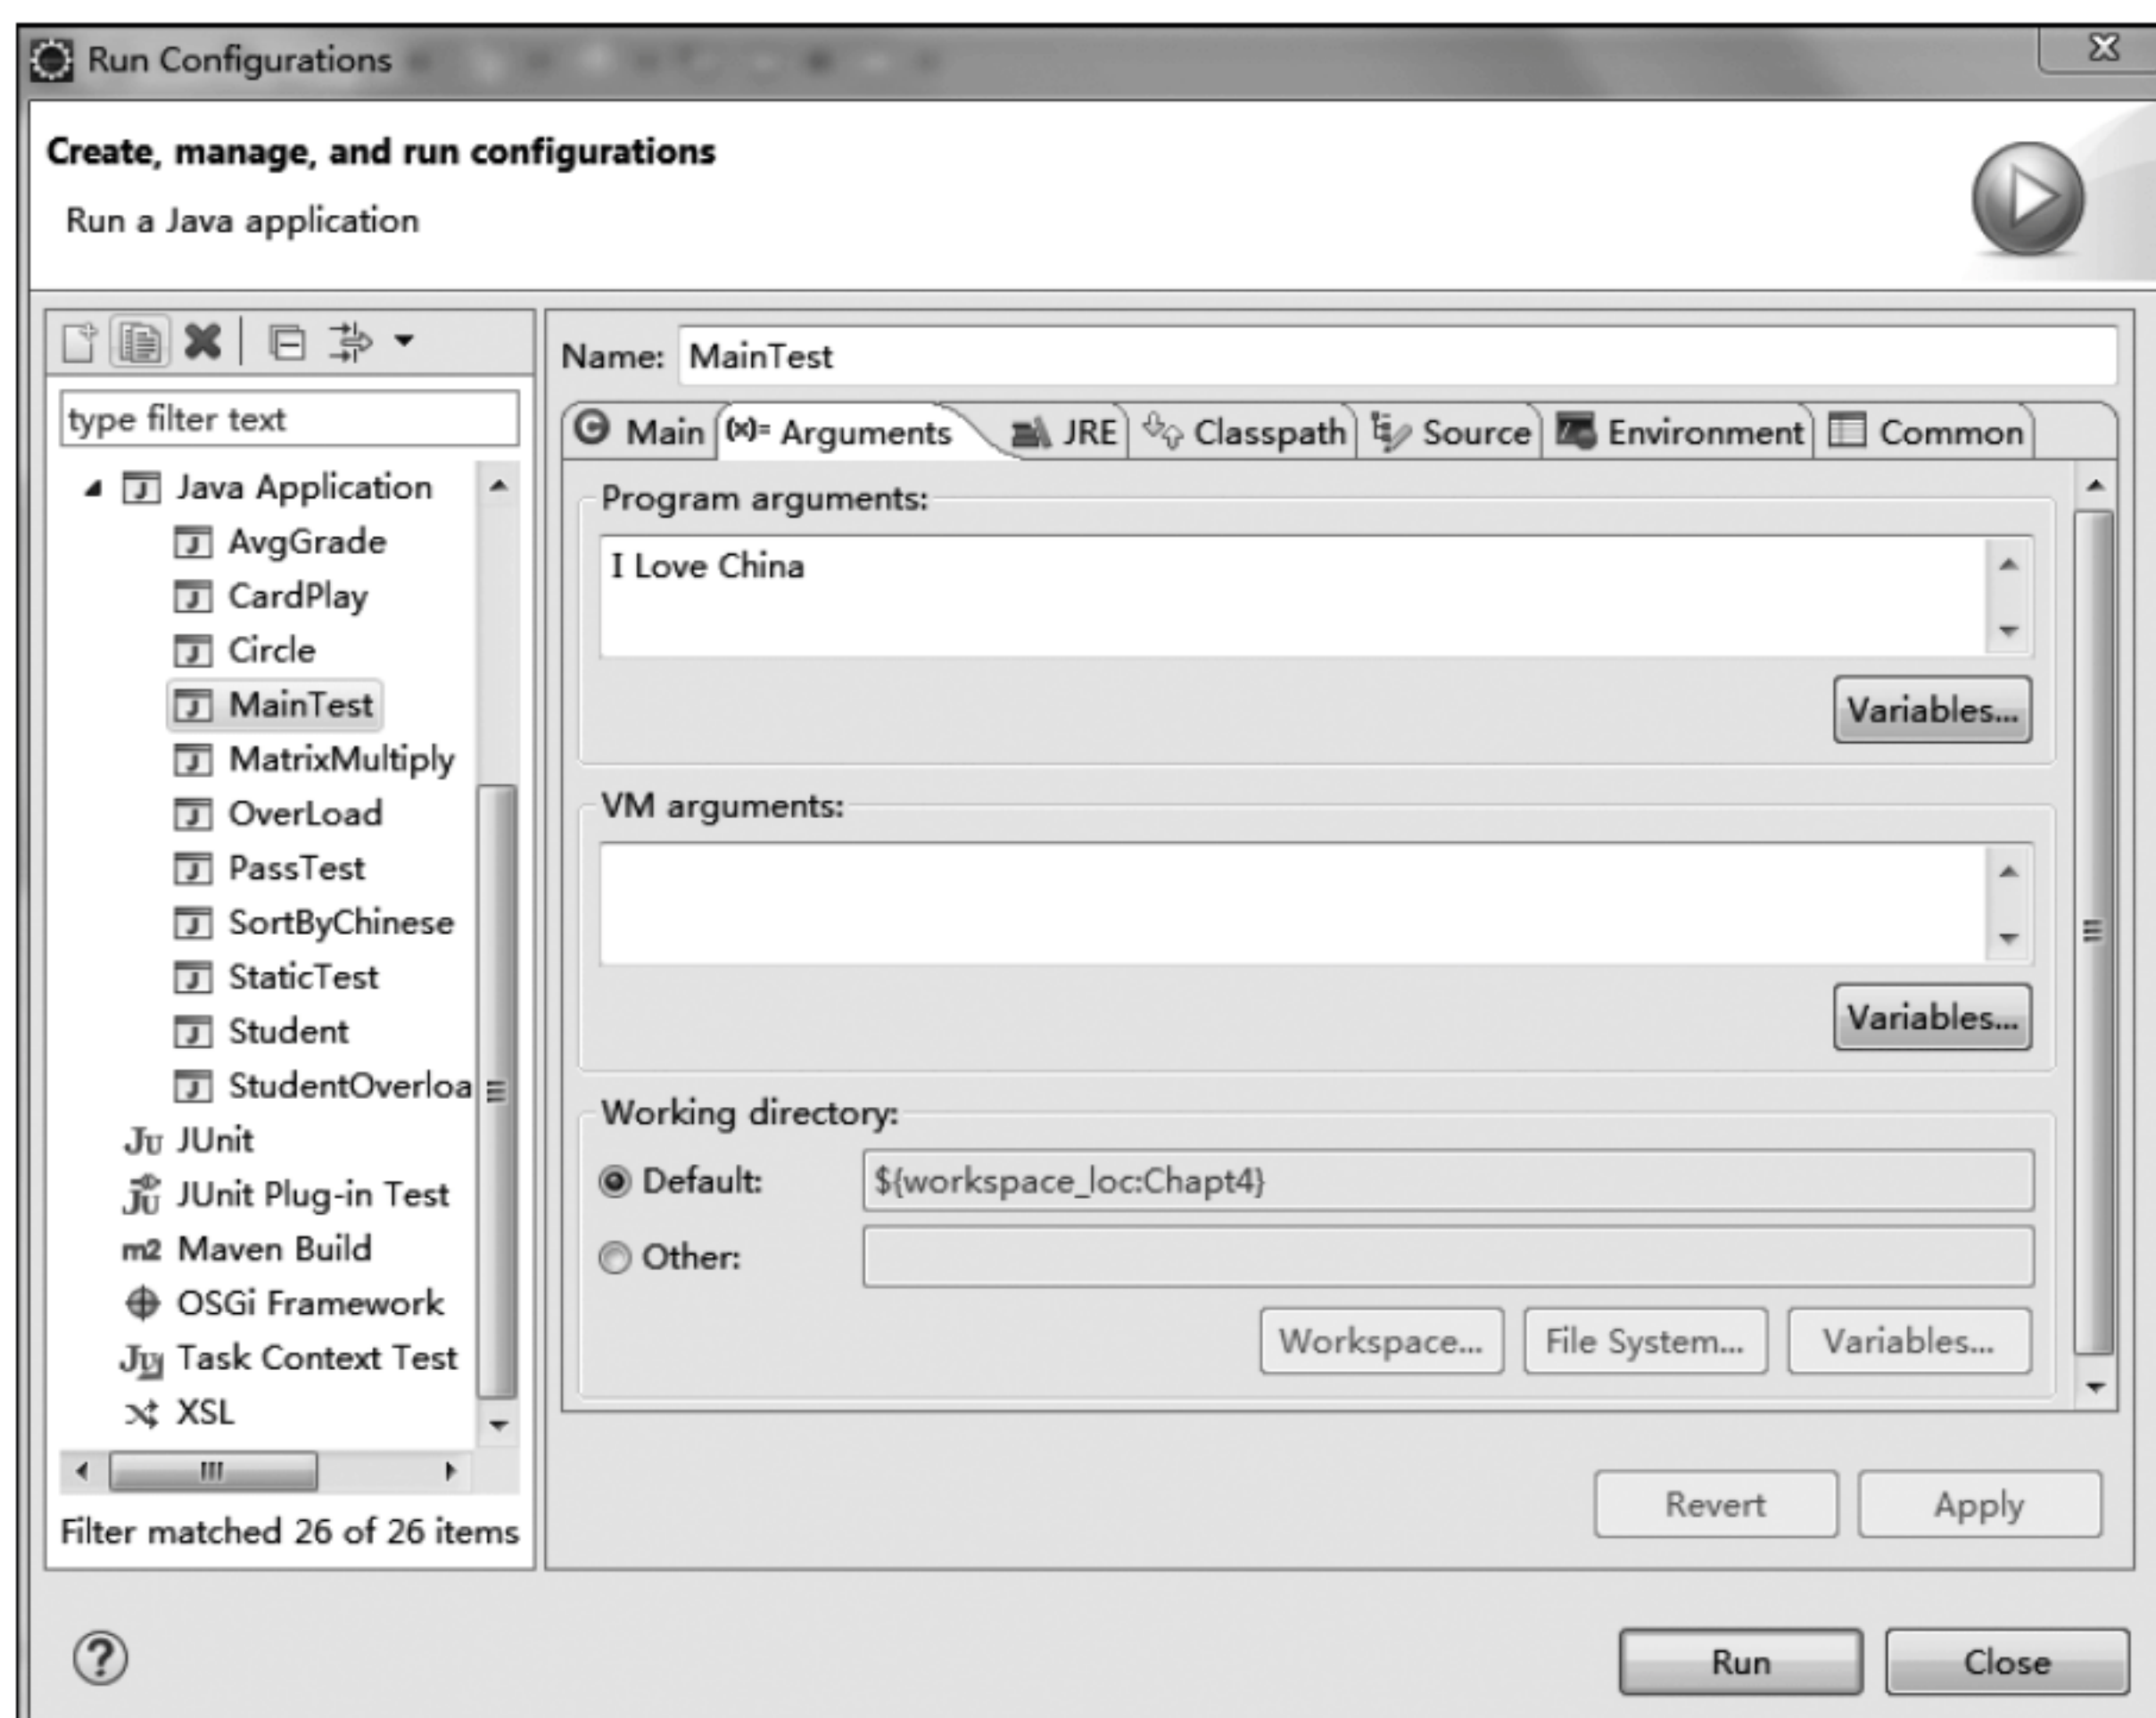 Run Configurations
Create, manage, and run configurations
Run a Java application
type filter text
Java Application
AvgGrade
CardPlay
Circle
MainTest
MatrixMultiply
OverLoad
PassTest
SortByChinese
StaticTest
Student
StudentOverloa
JU JUnit
JU JUnit Plug-in Test
m2 Maven Build
OSGi Framework
Ju Task Context Test
XSL
Filter matched 26 of 26 items
Name: MainTest
Main (x)= Arguments JRE Classpath Source Environment Common
Program arguments:
I Love China
Variables...
VM arguments:
Variables...
Working directory:
Default: ${workspace_loc:Chapt4}
Other:
Workspace... File System... Variables...
Revert Apply
Run Close